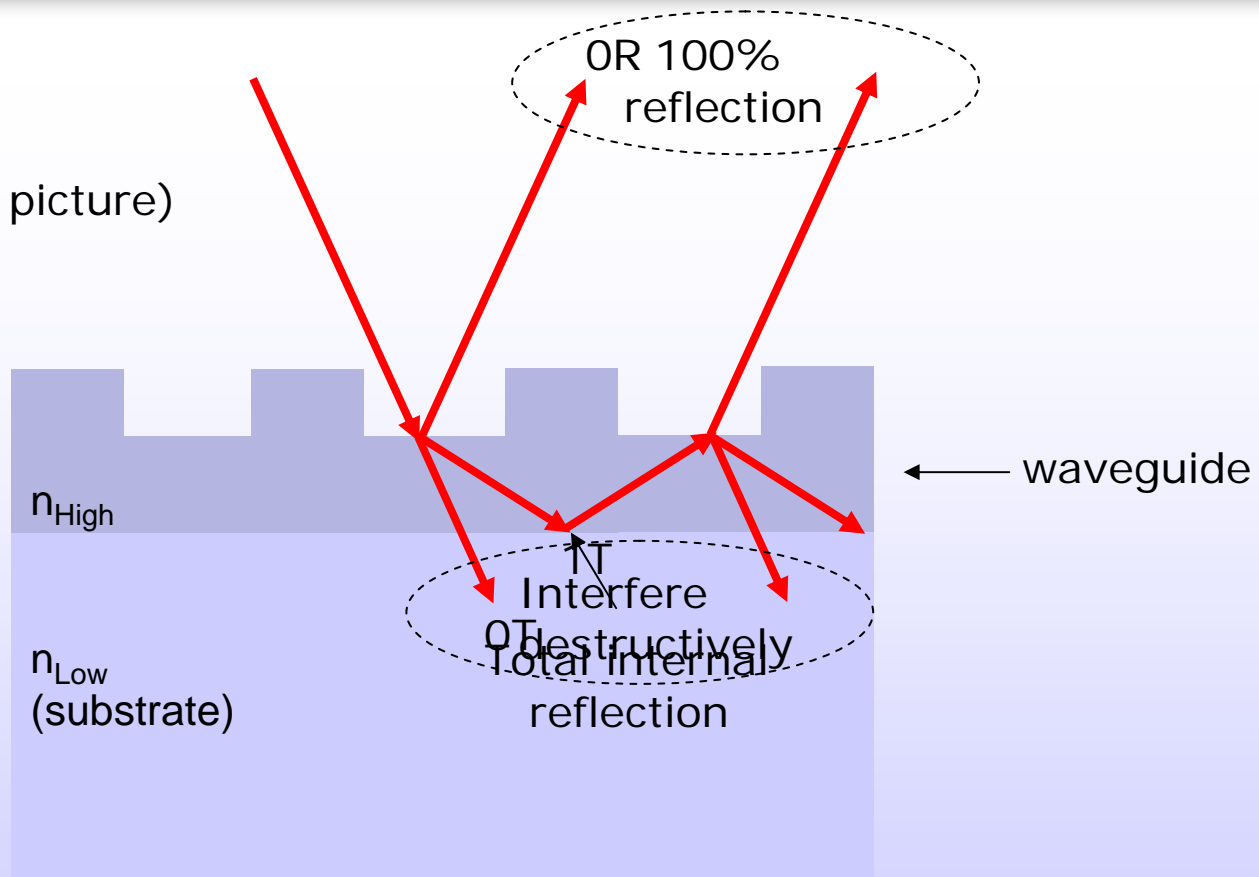 0R 100%
reflection
picture)
waveguide
nHigh
1T
Interfere
0T
destructively
Total internal
reflection
nLow
(substrate)